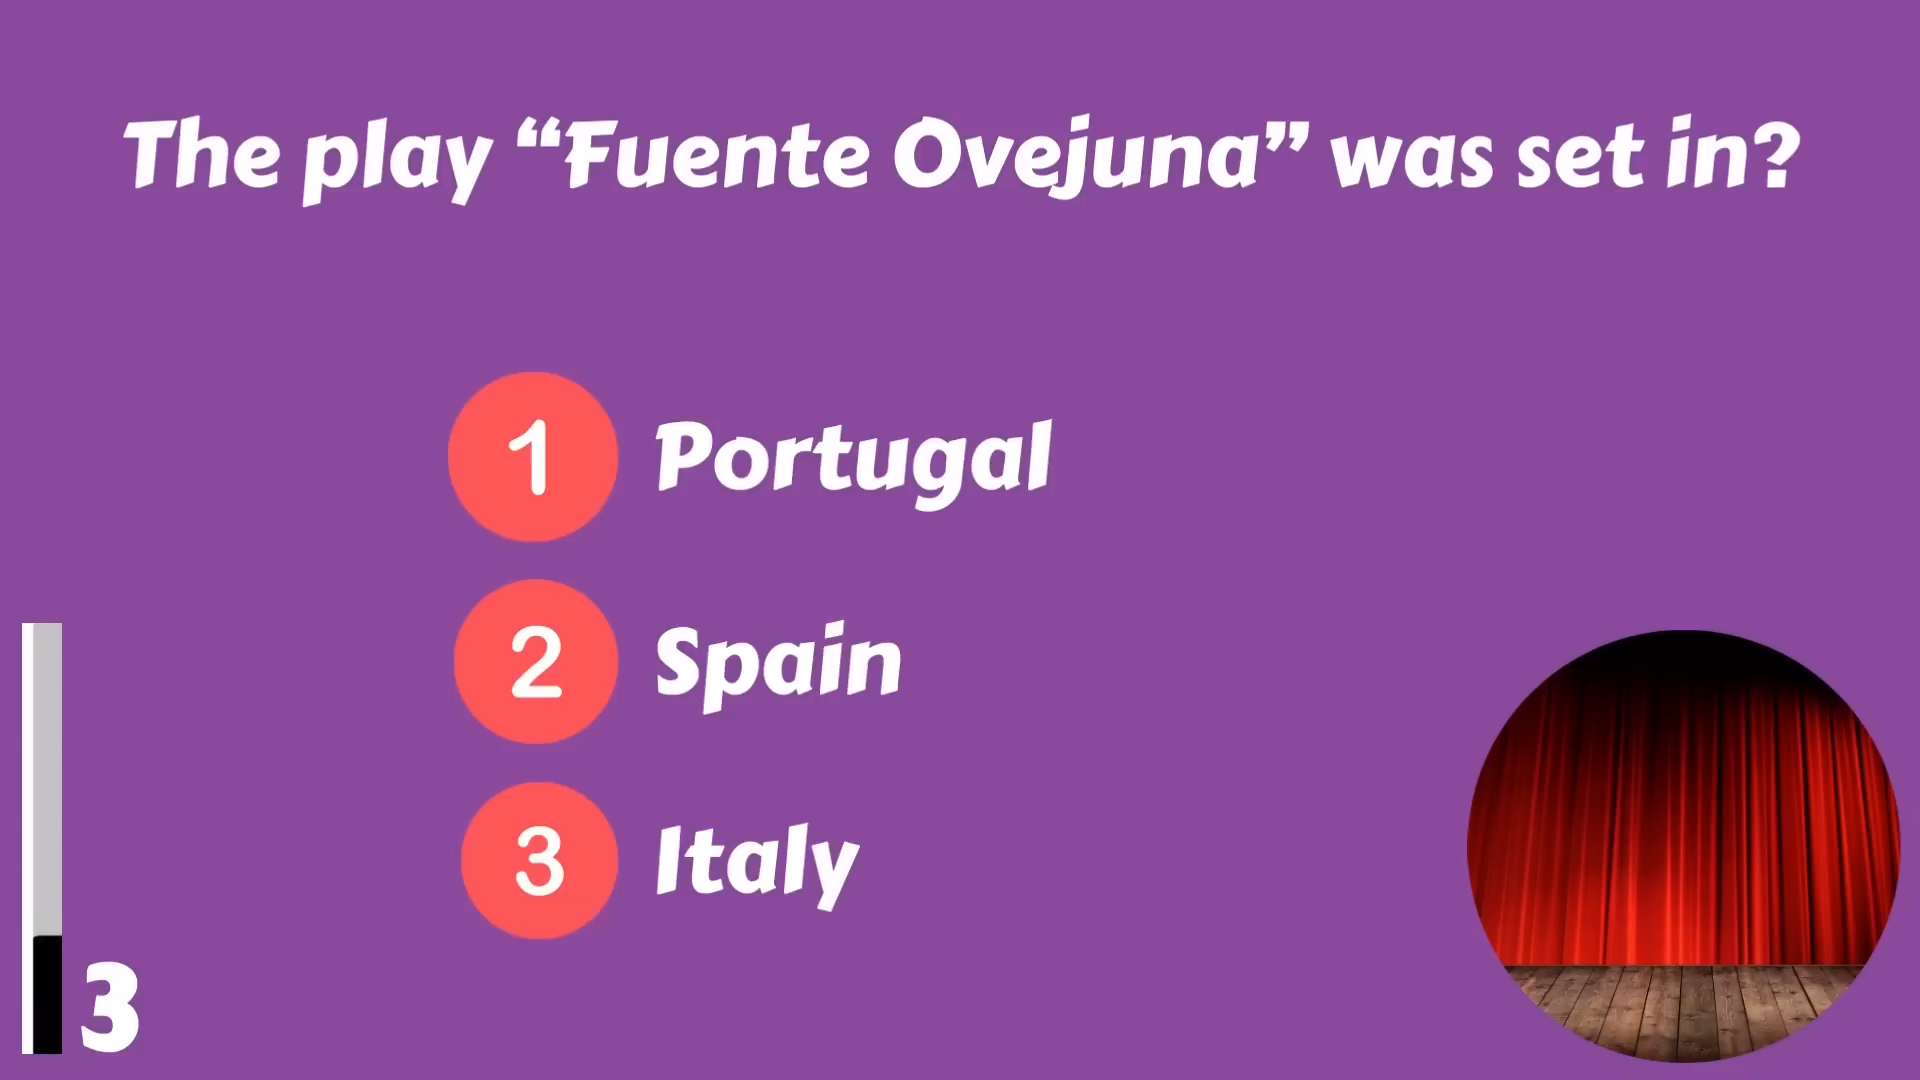 The play “Fuente Ovejuna” was set in?
1 Portugal
2 Spain
3 Italy
3